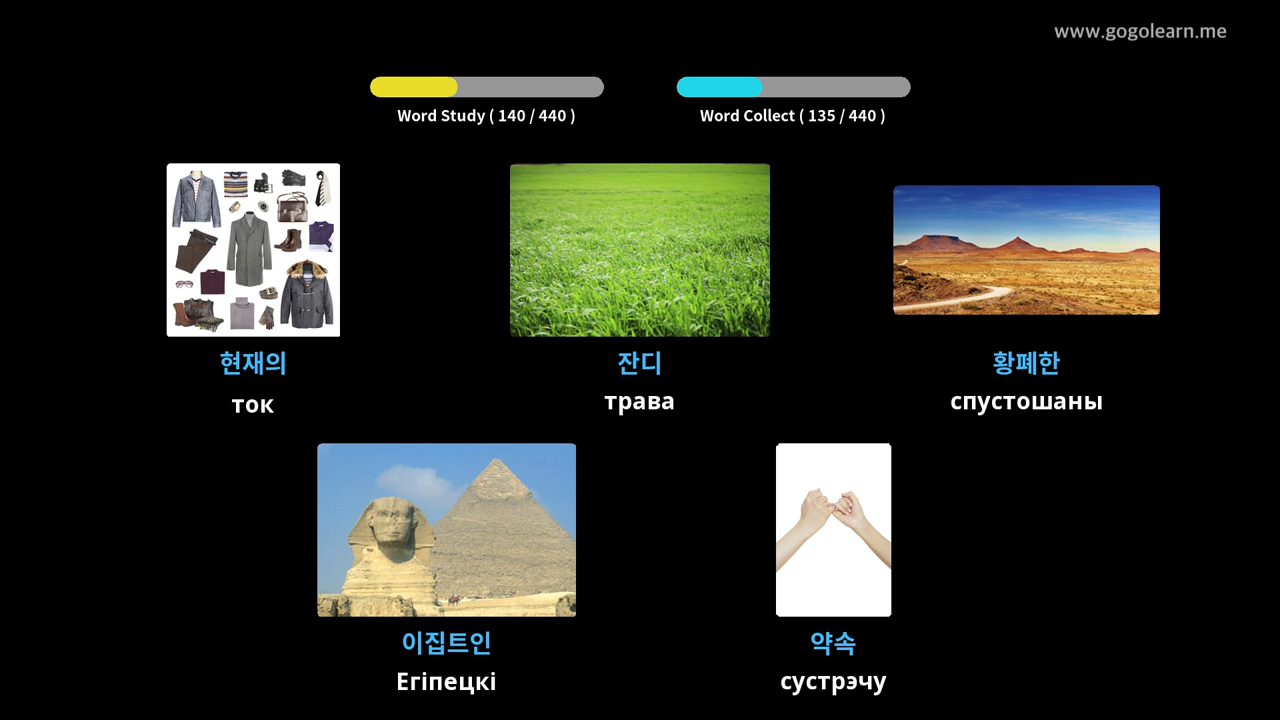 www.gogolearn.me
Word Study ( 140 / 440 )
Word Collect ( 135 / 440 )
현재의
ток
잔디
трава
황폐한
спустошаны
이집트인
Егіпецкі
약속
сустрэчу